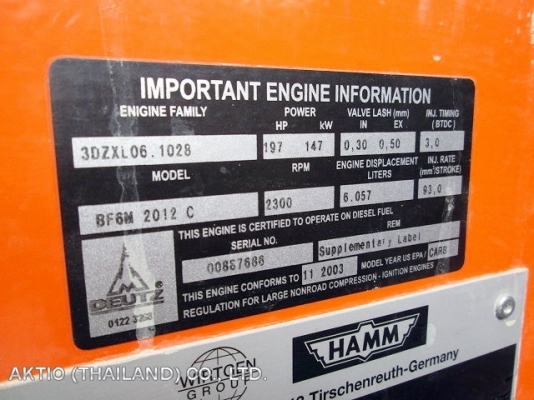 IMPORTANT ENGINE INFORMATION
ENIGINE FAMILY POWER VALVE LASH (mm) INJ. TIMING
HP kW IN EX (BTDC)
3DZXL06.1028 197 147 0,30 0,50 3,0
MODEL RPM ENGINE DISPLACEMENT INJ. RATE
LITERS (mm³/STROKE)
BF6M 2012 C 2300 6.057 93,0
THIS ENGINE IS CERTIFIED TO OPERATE ON DIESEL FUEL
SERIAL NO. REM
Supplementary Label
THIS ENGINE CONFORMS TO 11 2003 MODEL YEAR US EPA/ CARB
REGULATION FOR LARGE NONROAD COMPRESSION - IGNITION ENGINES
DEUTZ
0122
WIRTGEN
GROUP
HAMM
Tirschenreuth-Germany
AKTIO (THAILAND) CO., LTD.